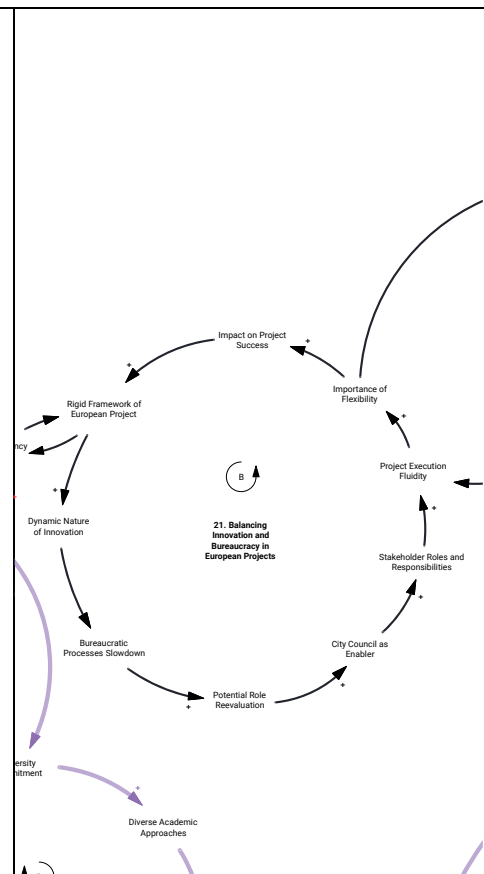 Impact on Project
Success
+
+
Importance of
Flexibility
Rigid Framework of
European Project
+
ncy
Project Execution
Fluidity
B
+
+
Dynamic Nature
of Innovation
21. Balancing
Innovation and
Bureaucracy in
European Projects
Stakeholder Roles and
Responsibilities
+
Bureaucratic
Processes Slowdown
City Council as
Enabler
+
Potential Role
Reevaluation
+
ersity
nitment
+
Diverse Academic
Approaches